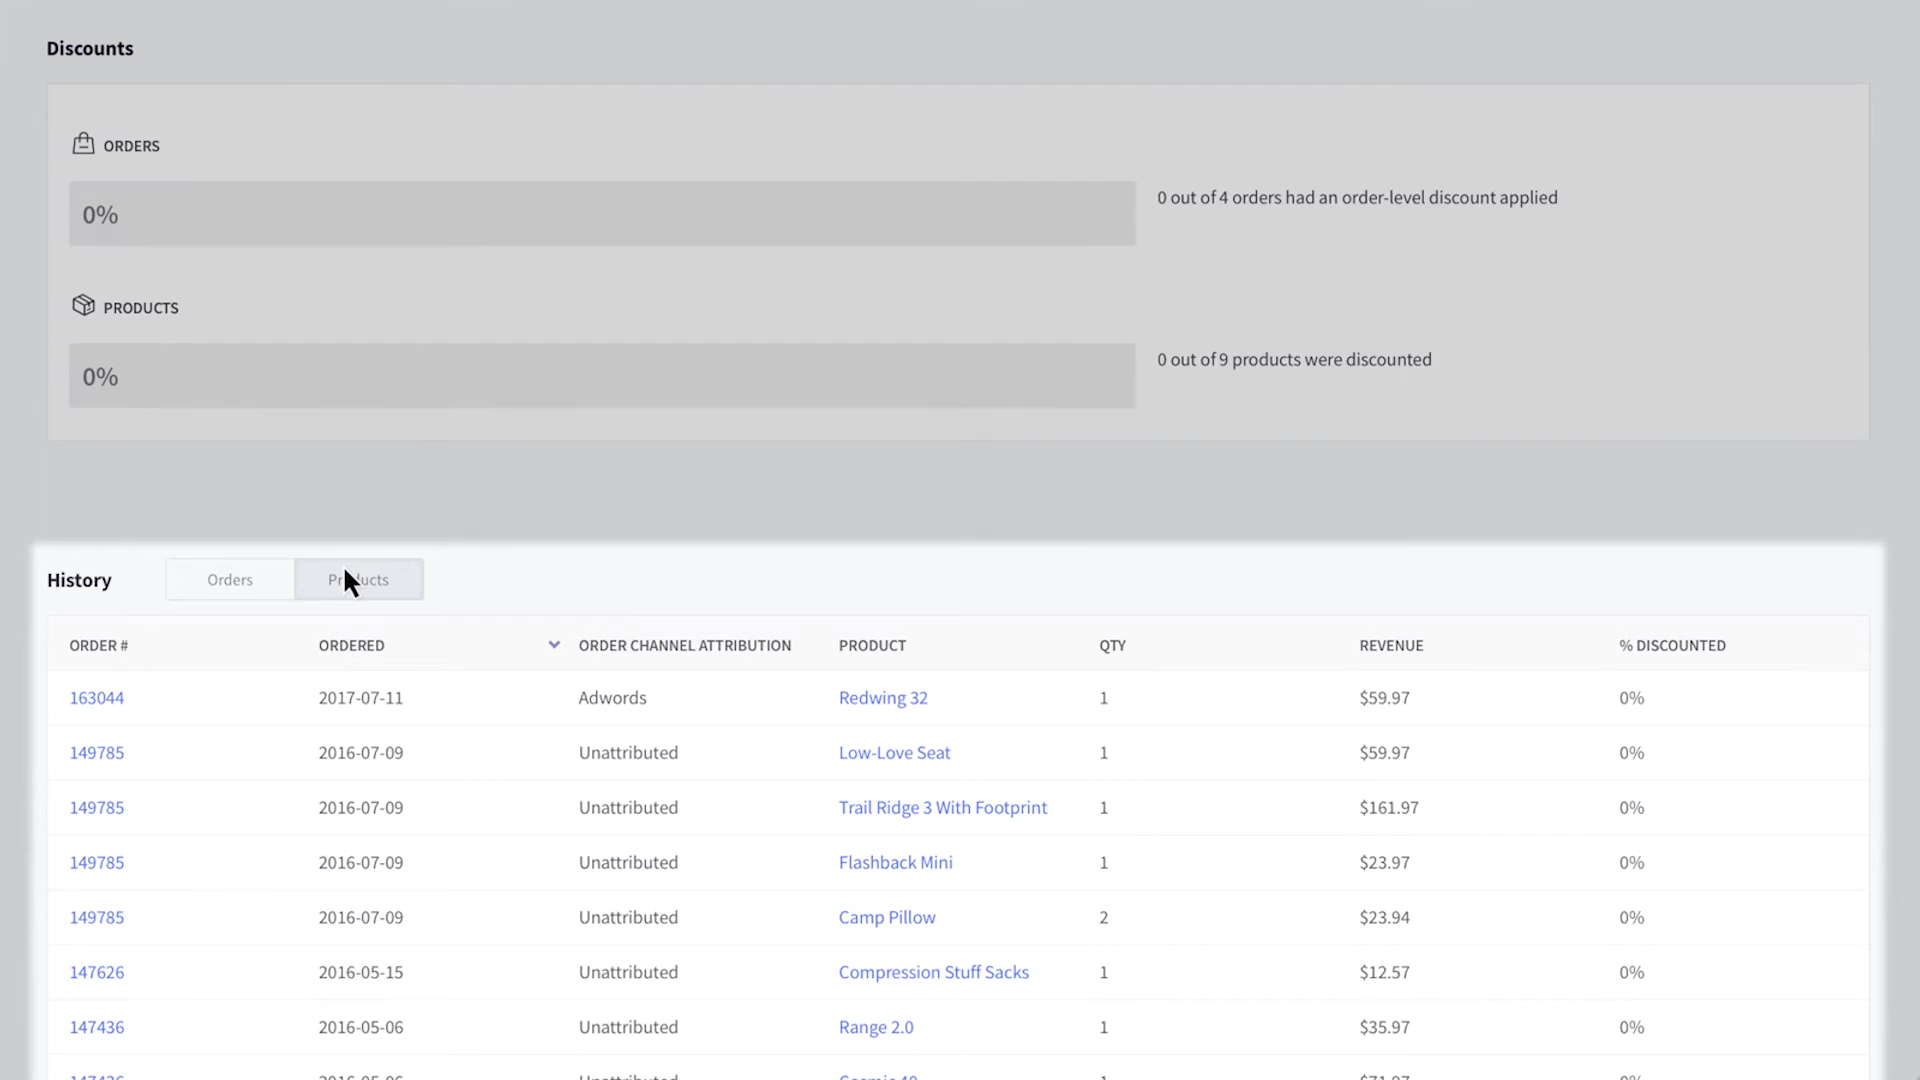 Discounts
ORDERS
0%
0 out of 4 orders had an order-level discount applied
PRODUCTS
0%
0 out of 9 products were discounted
History Orders Products
ORDER # ORDERED ORDER CHANNEL ATTRIBUTION PRODUCT QTY REVENUE % DISCOUNTED
163044 2017-07-11 Adwords Redwing 32 1 $59.97 0%
149785 2016-07-09 Unattributed Low-Love Seat 1 $59.97 0%
149785 2016-07-09 Unattributed Trail Ridge 3 With Footprint 1 $161.97 0%
149785 2016-07-09 Unattributed Flashback Mini 1 $23.97 0%
149785 2016-07-09 Unattributed Camp Pillow 2 $23.94 0%
147626 2016-05-15 Unattributed Compression Stuff Sacks 1 $12.57 0%
147436 2016-05-06 Unattributed Range 2.0 1 $35.97 0%